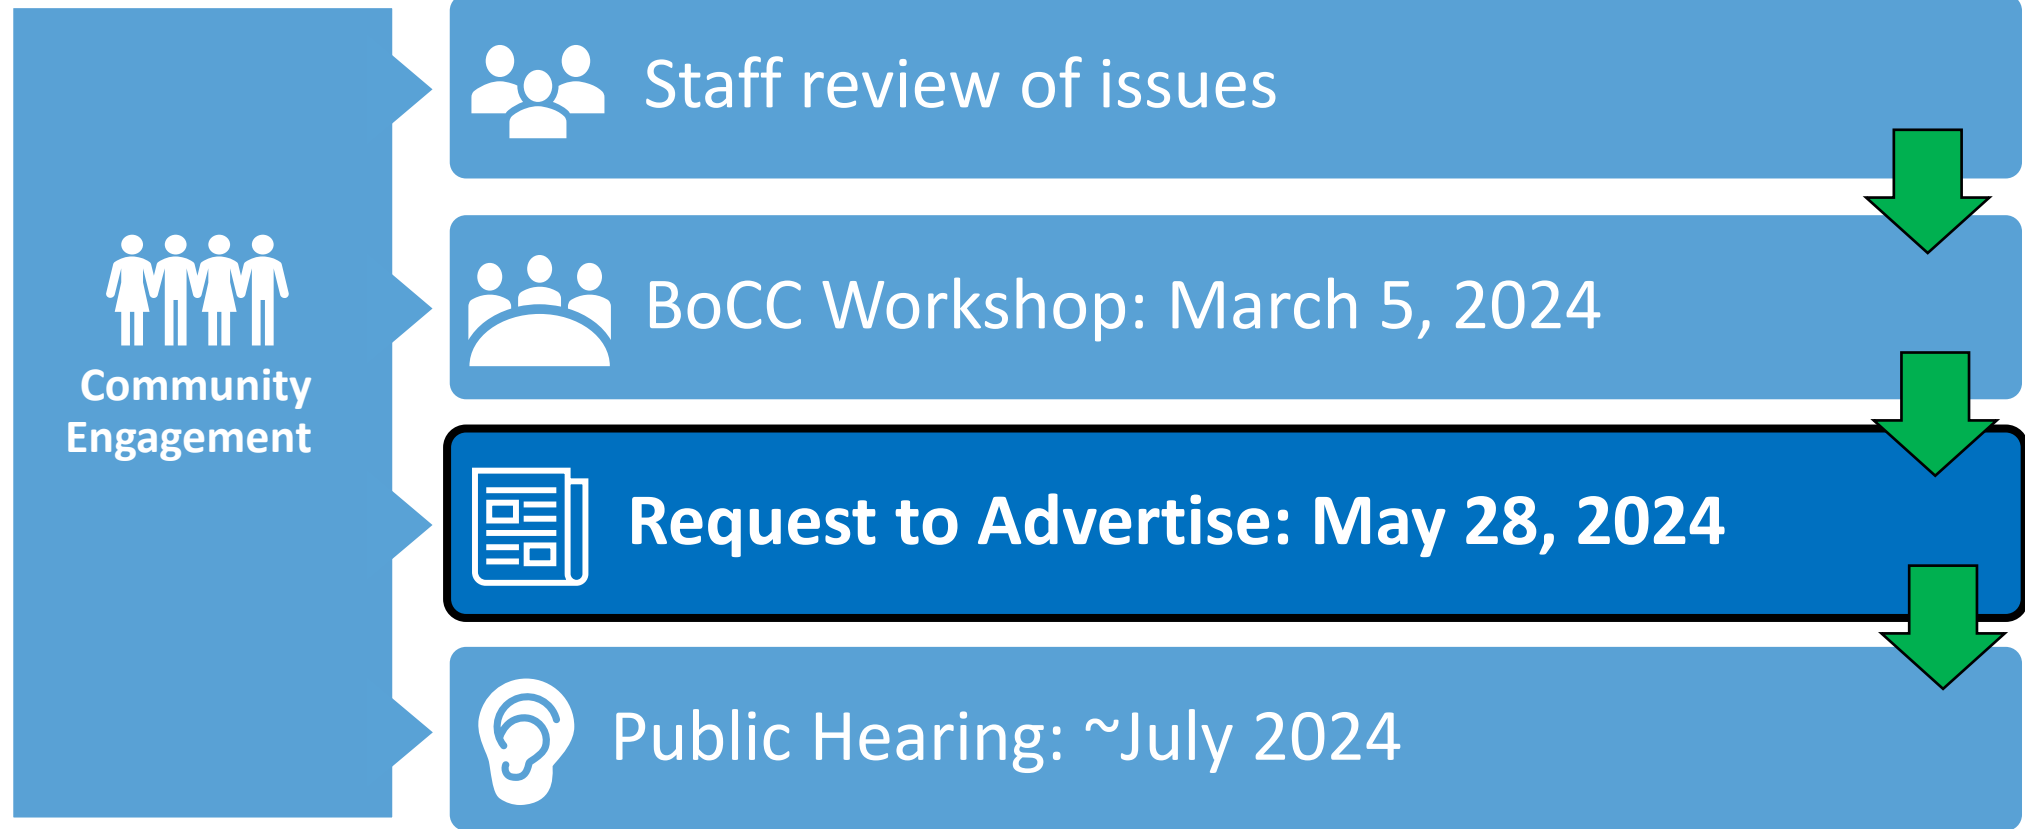 Community
Engagement
Staff review of issues
BoCC Workshop: March 5, 2024
Request to Advertise: May 28, 2024
Public Hearing: ~July 2024